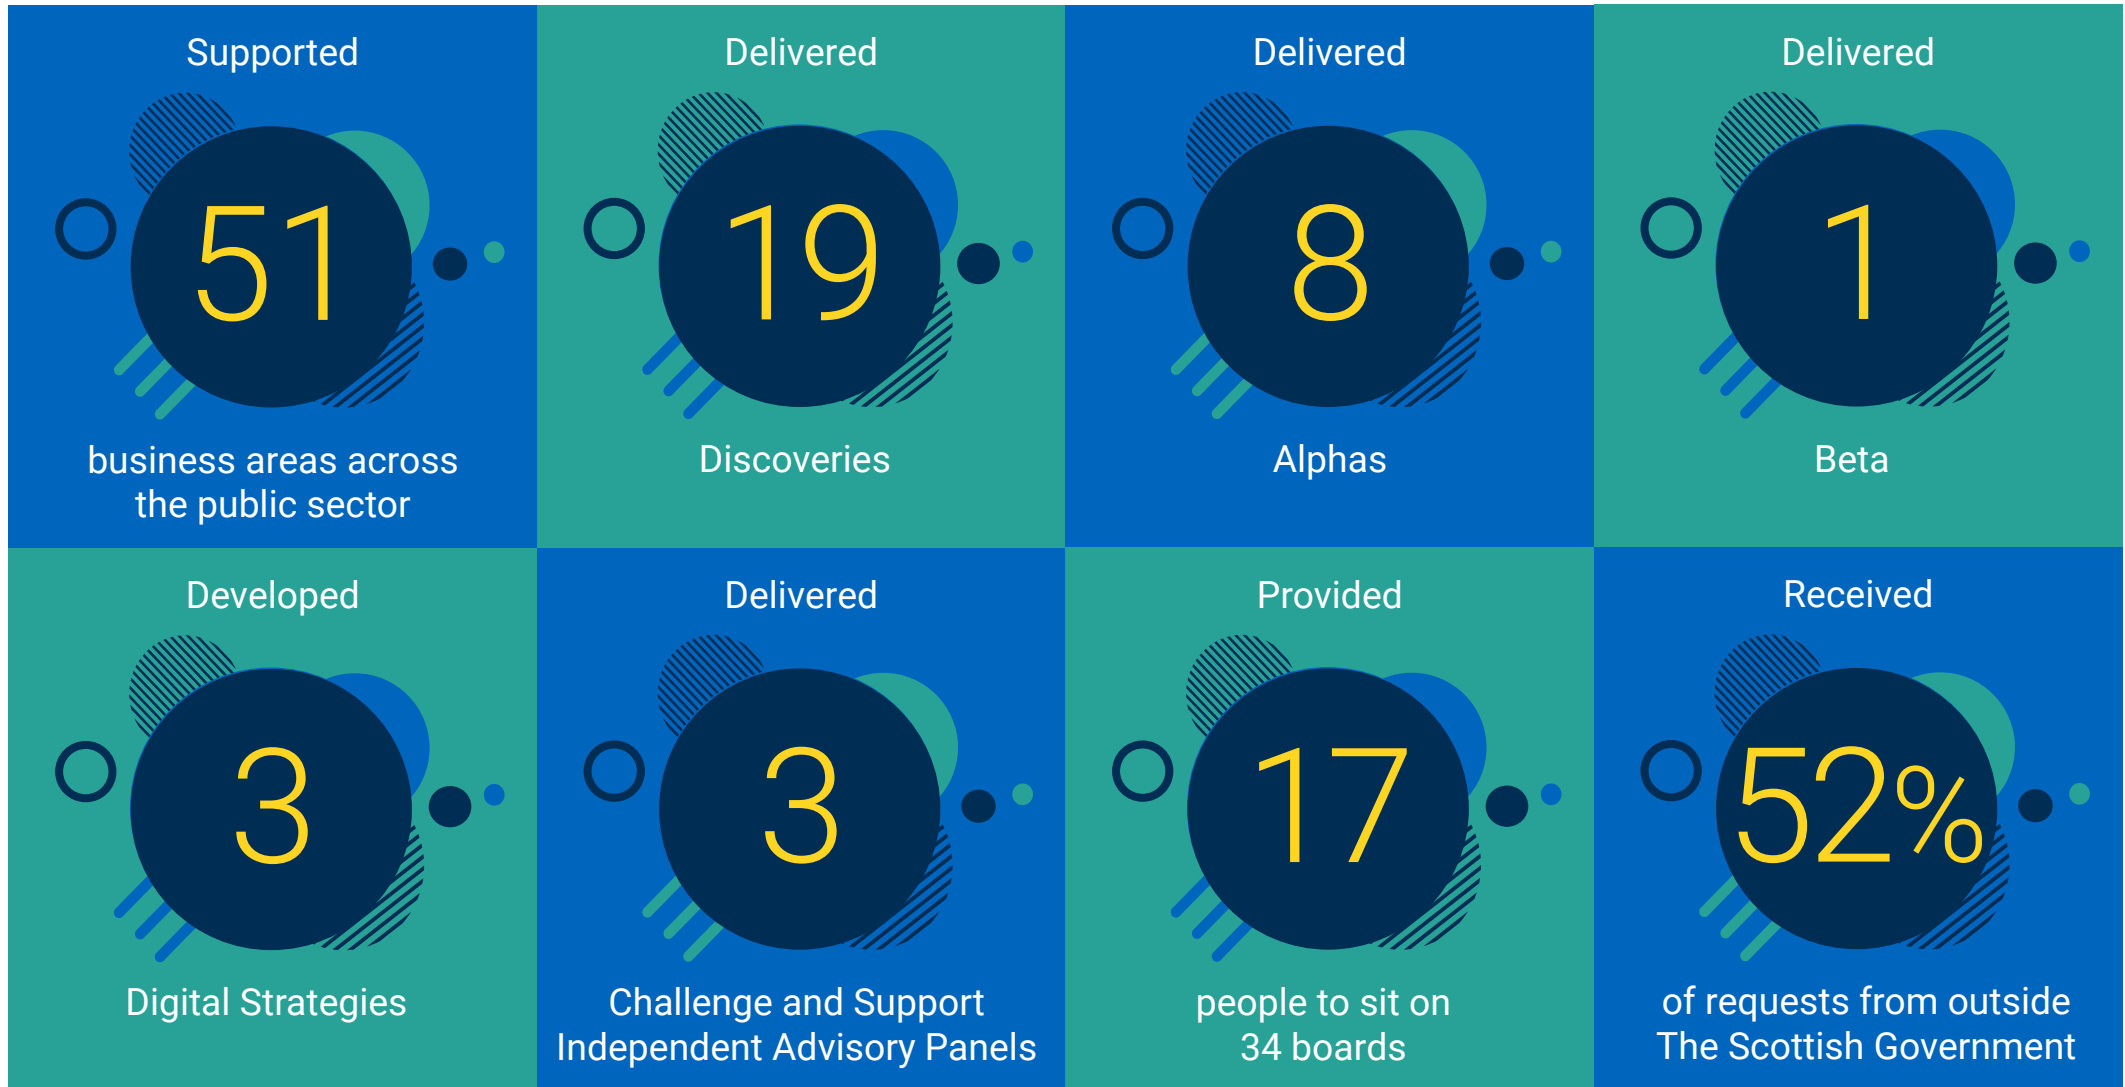 Supported
51
business areas across
the public sector
Delivered
19
Discoveries
Delivered
8
Alphas
Delivered
1
Beta
Developed
3
Digital Strategies
Delivered
3
Challenge and Support
Independent Advisory Panels
Provided
17
people to sit on
34 boards
Received
52%
of requests from outside
The Scottish Government